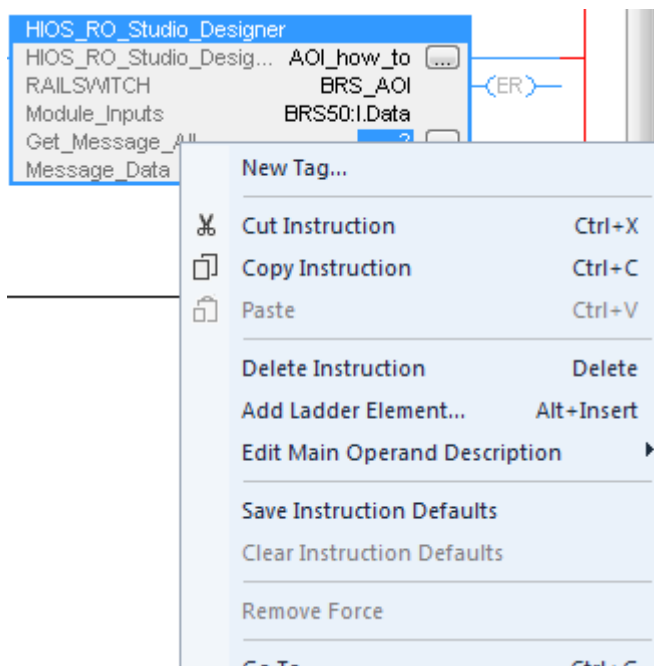 HIOS_RO_Studio_Designer
HIOS_RO_Studio_Desig... AOI_how_to ...
RAILSWITCH BRS_AOI
(ER)
Module_Inputs BRS50:I.Data
Get_Message_All ?
Message_Data
New Tag...
Cut Instruction Ctrl+X
Copy Instruction Ctrl+C
Paste Ctrl+V
Delete Instruction Delete
Add Ladder Element... Alt+Insert
Edit Main Operand Description
Save Instruction Defaults
Clear Instruction Defaults
Remove Force